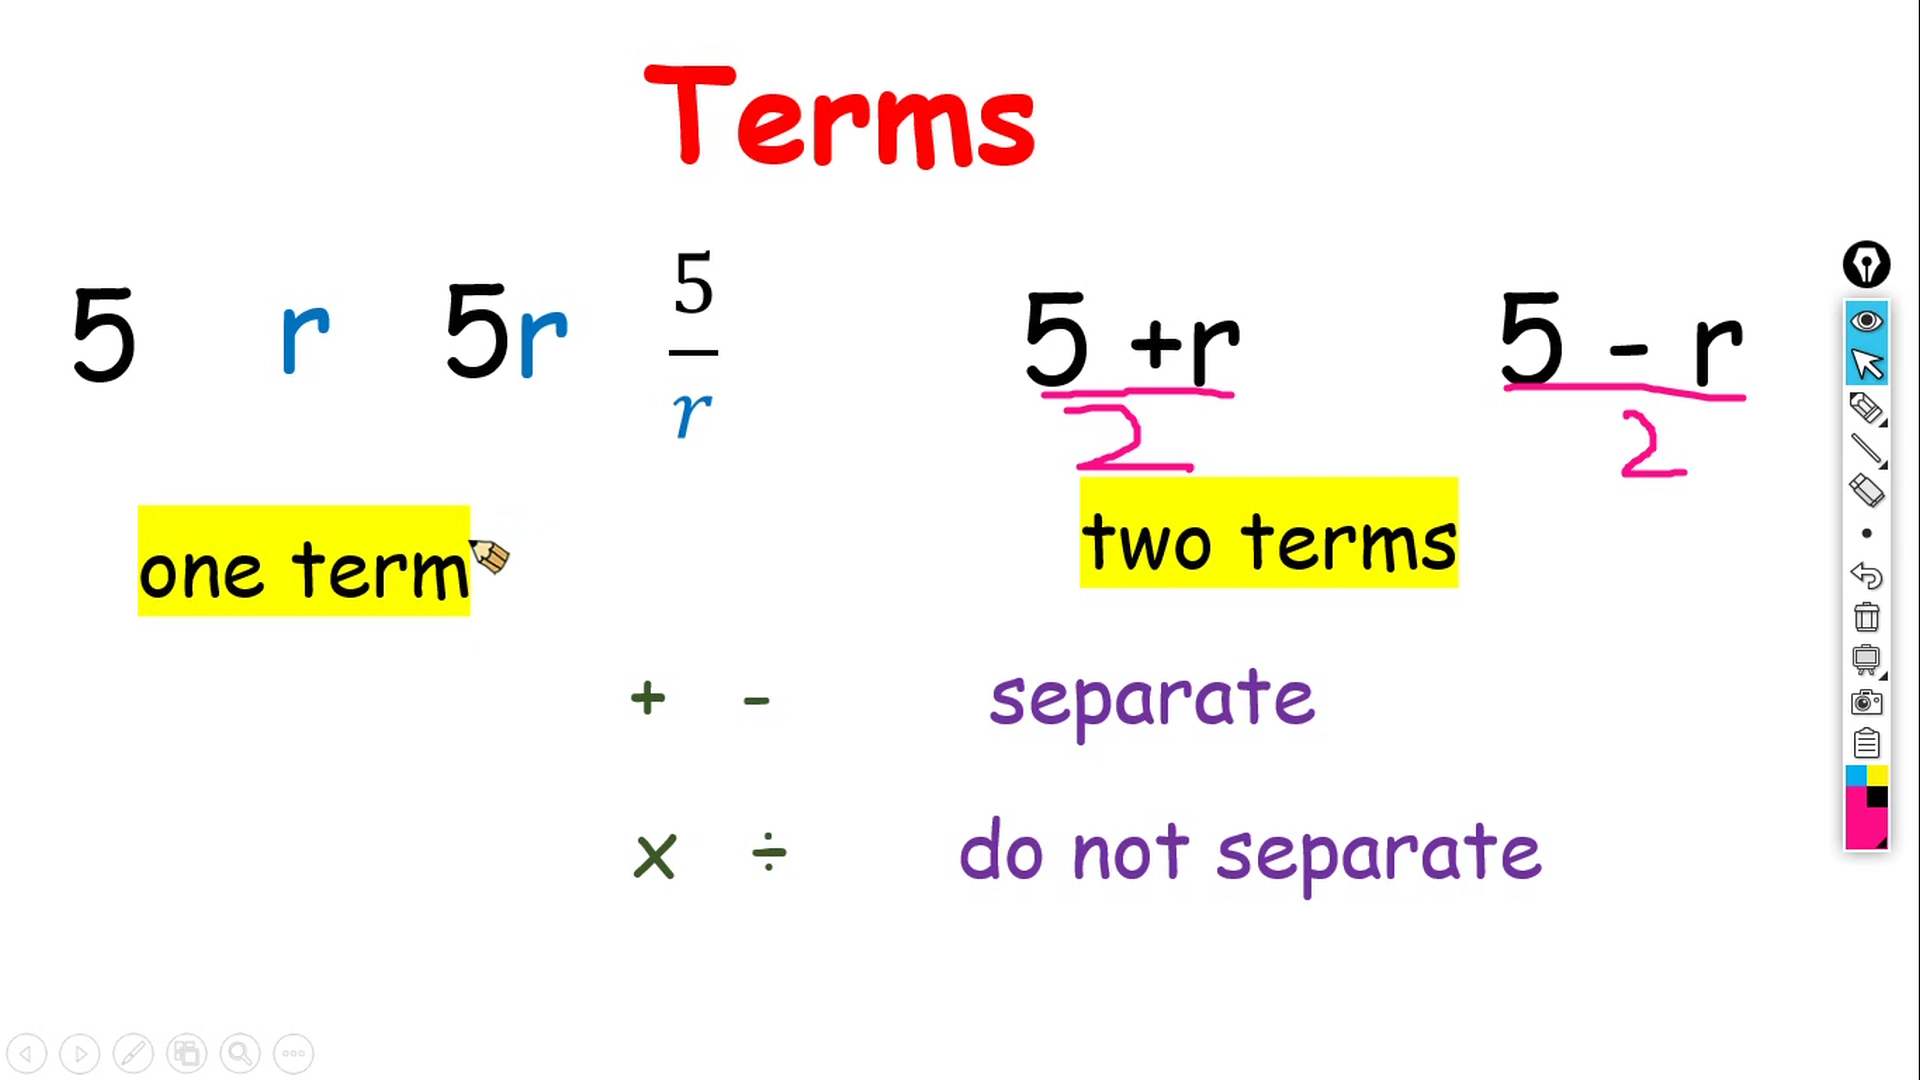 Terms
5 r 5r 5/r 5 +r 5 - r
2 2
one term two terms
+ - separate
x ÷ do not separate